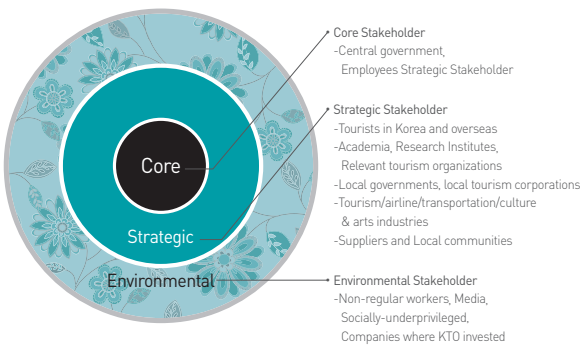 Core
Strategic
Environmental
Core Stakeholder
-Central government,
Employees Strategic Stakeholder
Strategic Stakeholder
-Tourists in Korea and overseas
-Academia, Research Institutes,
Relevant tourism organizations
-Local governments, local tourism corporations
-Tourism/airline/transportation/culture
& arts industries
-Suppliers and Local communities
Environmental Stakeholder
-Non-regular workers, Media,
Socially-underprivileged,
Companies where KTO invested